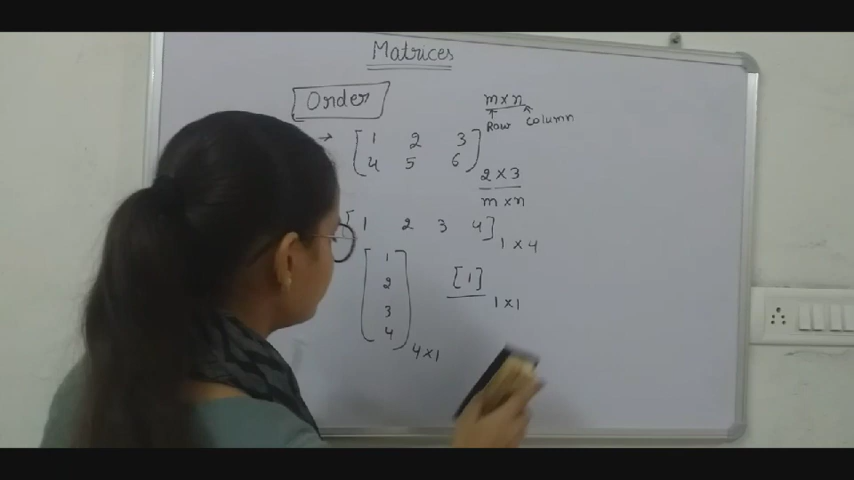 Matrices
Order
m x n
Row column
→ [ 1 2 3
4 5 6 ]
2 x 3
m x n
[ 1 2 3 4 ] 1 x 4
[ 1
2
3
4 ] 4 x 1
[ 1 ] 1 x 1